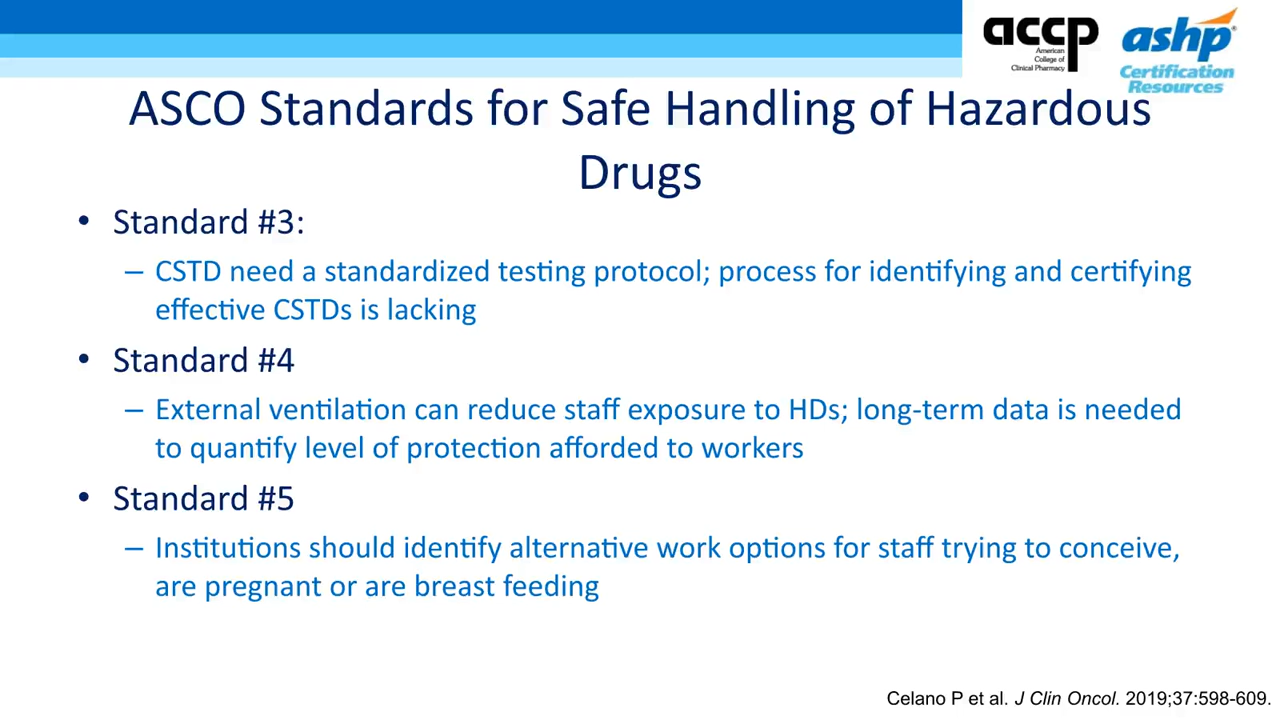 accp
American
College of
Clinical Pharmacy
ashp®
Certification
Resources
ASCO Standards for Safe Handling of Hazardous
Drugs
• Standard #3:
– CSTD need a standardized testing protocol; process for identifying and certifying
effective CSTDs is lacking
• Standard #4
– External ventilation can reduce staff exposure to HDs; long-term data is needed
to quantify level of protection afforded to workers
• Standard #5
– Institutions should identify alternative work options for staff trying to conceive,
are pregnant or are breast feeding
Celano P et al. J Clin Oncol. 2019;37:598-609.